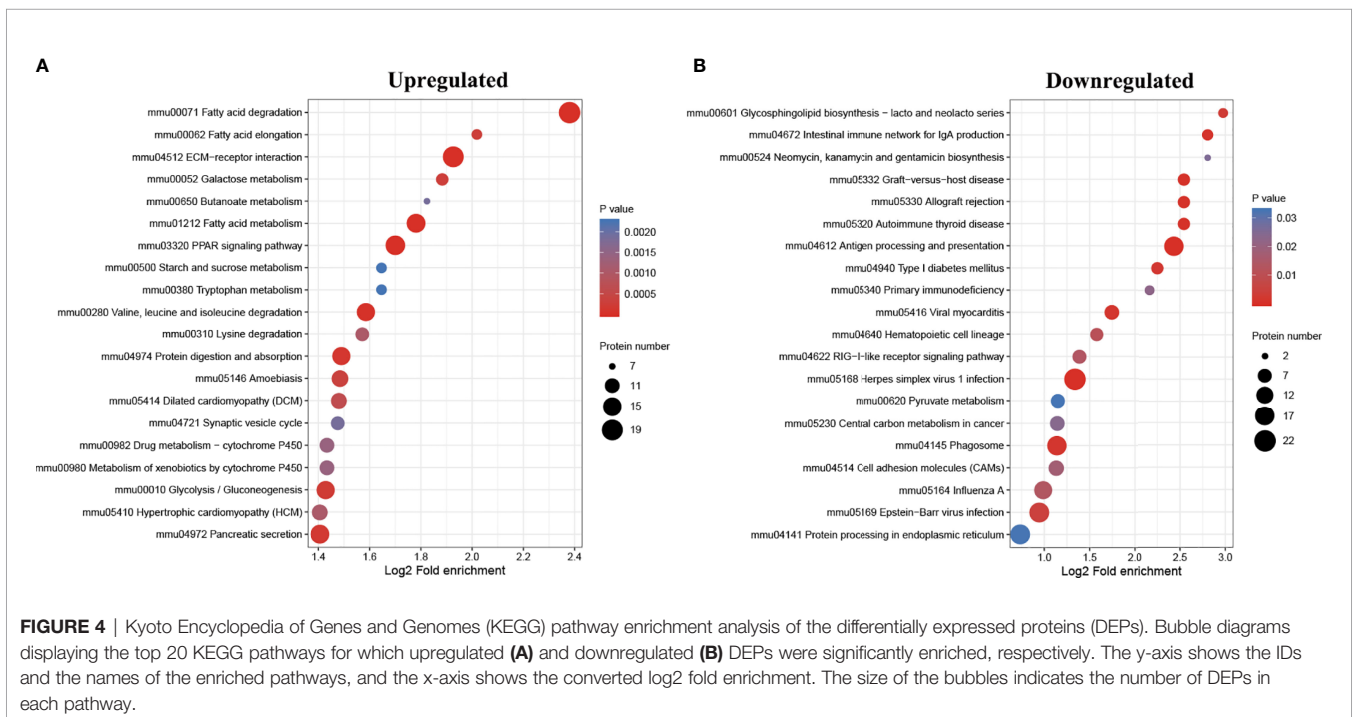 A
Upregulated
mmu00071 Fatty acid degradation
mmu00062 Fatty acid elongation
mmu04512 ECM-receptor interaction
mmu00052 Galactose metabolism
mmu00650 Butanoate metabolism
mmu01212 Fatty acid metabolism
mmu03320 PPAR signaling pathway
mmu00500 Starch and sucrose metabolism
mmu00380 Tryptophan metabolism
mmu00280 Valine, leucine and isoleucine degradation
mmu00310 Lysine degradation
mmu04974 Protein digestion and absorption
mmu05146 Amoebiasis
mmu05414 Dilated cardiomyopathy (DCM)
mmu04721 Synaptic vesicle cycle
mmu00982 Drug metabolism − cytochrome P450
mmu00980 Metabolism of xenobiotics by cytochrome P450
mmu00010 Glycolysis / Gluconeogenesis
mmu05410 Hypertrophic cardiomyopathy (HCM)
mmu04972 Pancreatic secretion
1.4 1.6 1.8 2.0 2.2 2.4
Log2 Fold enrichment
P value
0.0020
0.0015
0.0010
0.0005
Protein number
7
11
15
19
B
Downregulated
mmu00601 Glycosphingolipid biosynthesis − lacto and neolacto series
mmu04672 Intestinal immune network for IgA production
mmu00524 Neomycin, kanamycin and gentamicin biosynthesis
mmu05332 Graft-versus-host disease
mmu05330 Allograft rejection
mmu05320 Autoimmune thyroid disease
mmu04612 Antigen processing and presentation
mmu04940 Type I diabetes mellitus
mmu05340 Primary immunodeficiency
mmu05416 Viral myocarditis
mmu04640 Hematopoietic cell lineage
mmu04622 RIG-I-like receptor signaling pathway
mmu05168 Herpes simplex virus 1 infection
mmu00620 Pyruvate metabolism
mmu05230 Central carbon metabolism in cancer
mmu04145 Phagosome
mmu04514 Cell adhesion molecules (CAMs)
mmu05164 Influenza A
mmu05169 Epstein-Barr virus infection
mmu04141 Protein processing in endoplasmic reticulum
1.0 1.5 2.0 2.5 3.0
Log2 Fold enrichment
P value
0.03
0.02
0.01
Protein number
2
7
12
17
22
FIGURE 4 | Kyoto Encyclopedia of Genes and Genomes (KEGG) pathway enrichment analysis of the differentially expressed proteins (DEPs). Bubble diagrams
displaying the top 20 KEGG pathways for which upregulated (A) and downregulated (B) DEPs were significantly enriched, respectively. The y-axis shows the IDs
and the names of the enriched pathways, and the x-axis shows the converted log2 fold enrichment. The size of the bubbles indicates the number of DEPs in
each pathway.